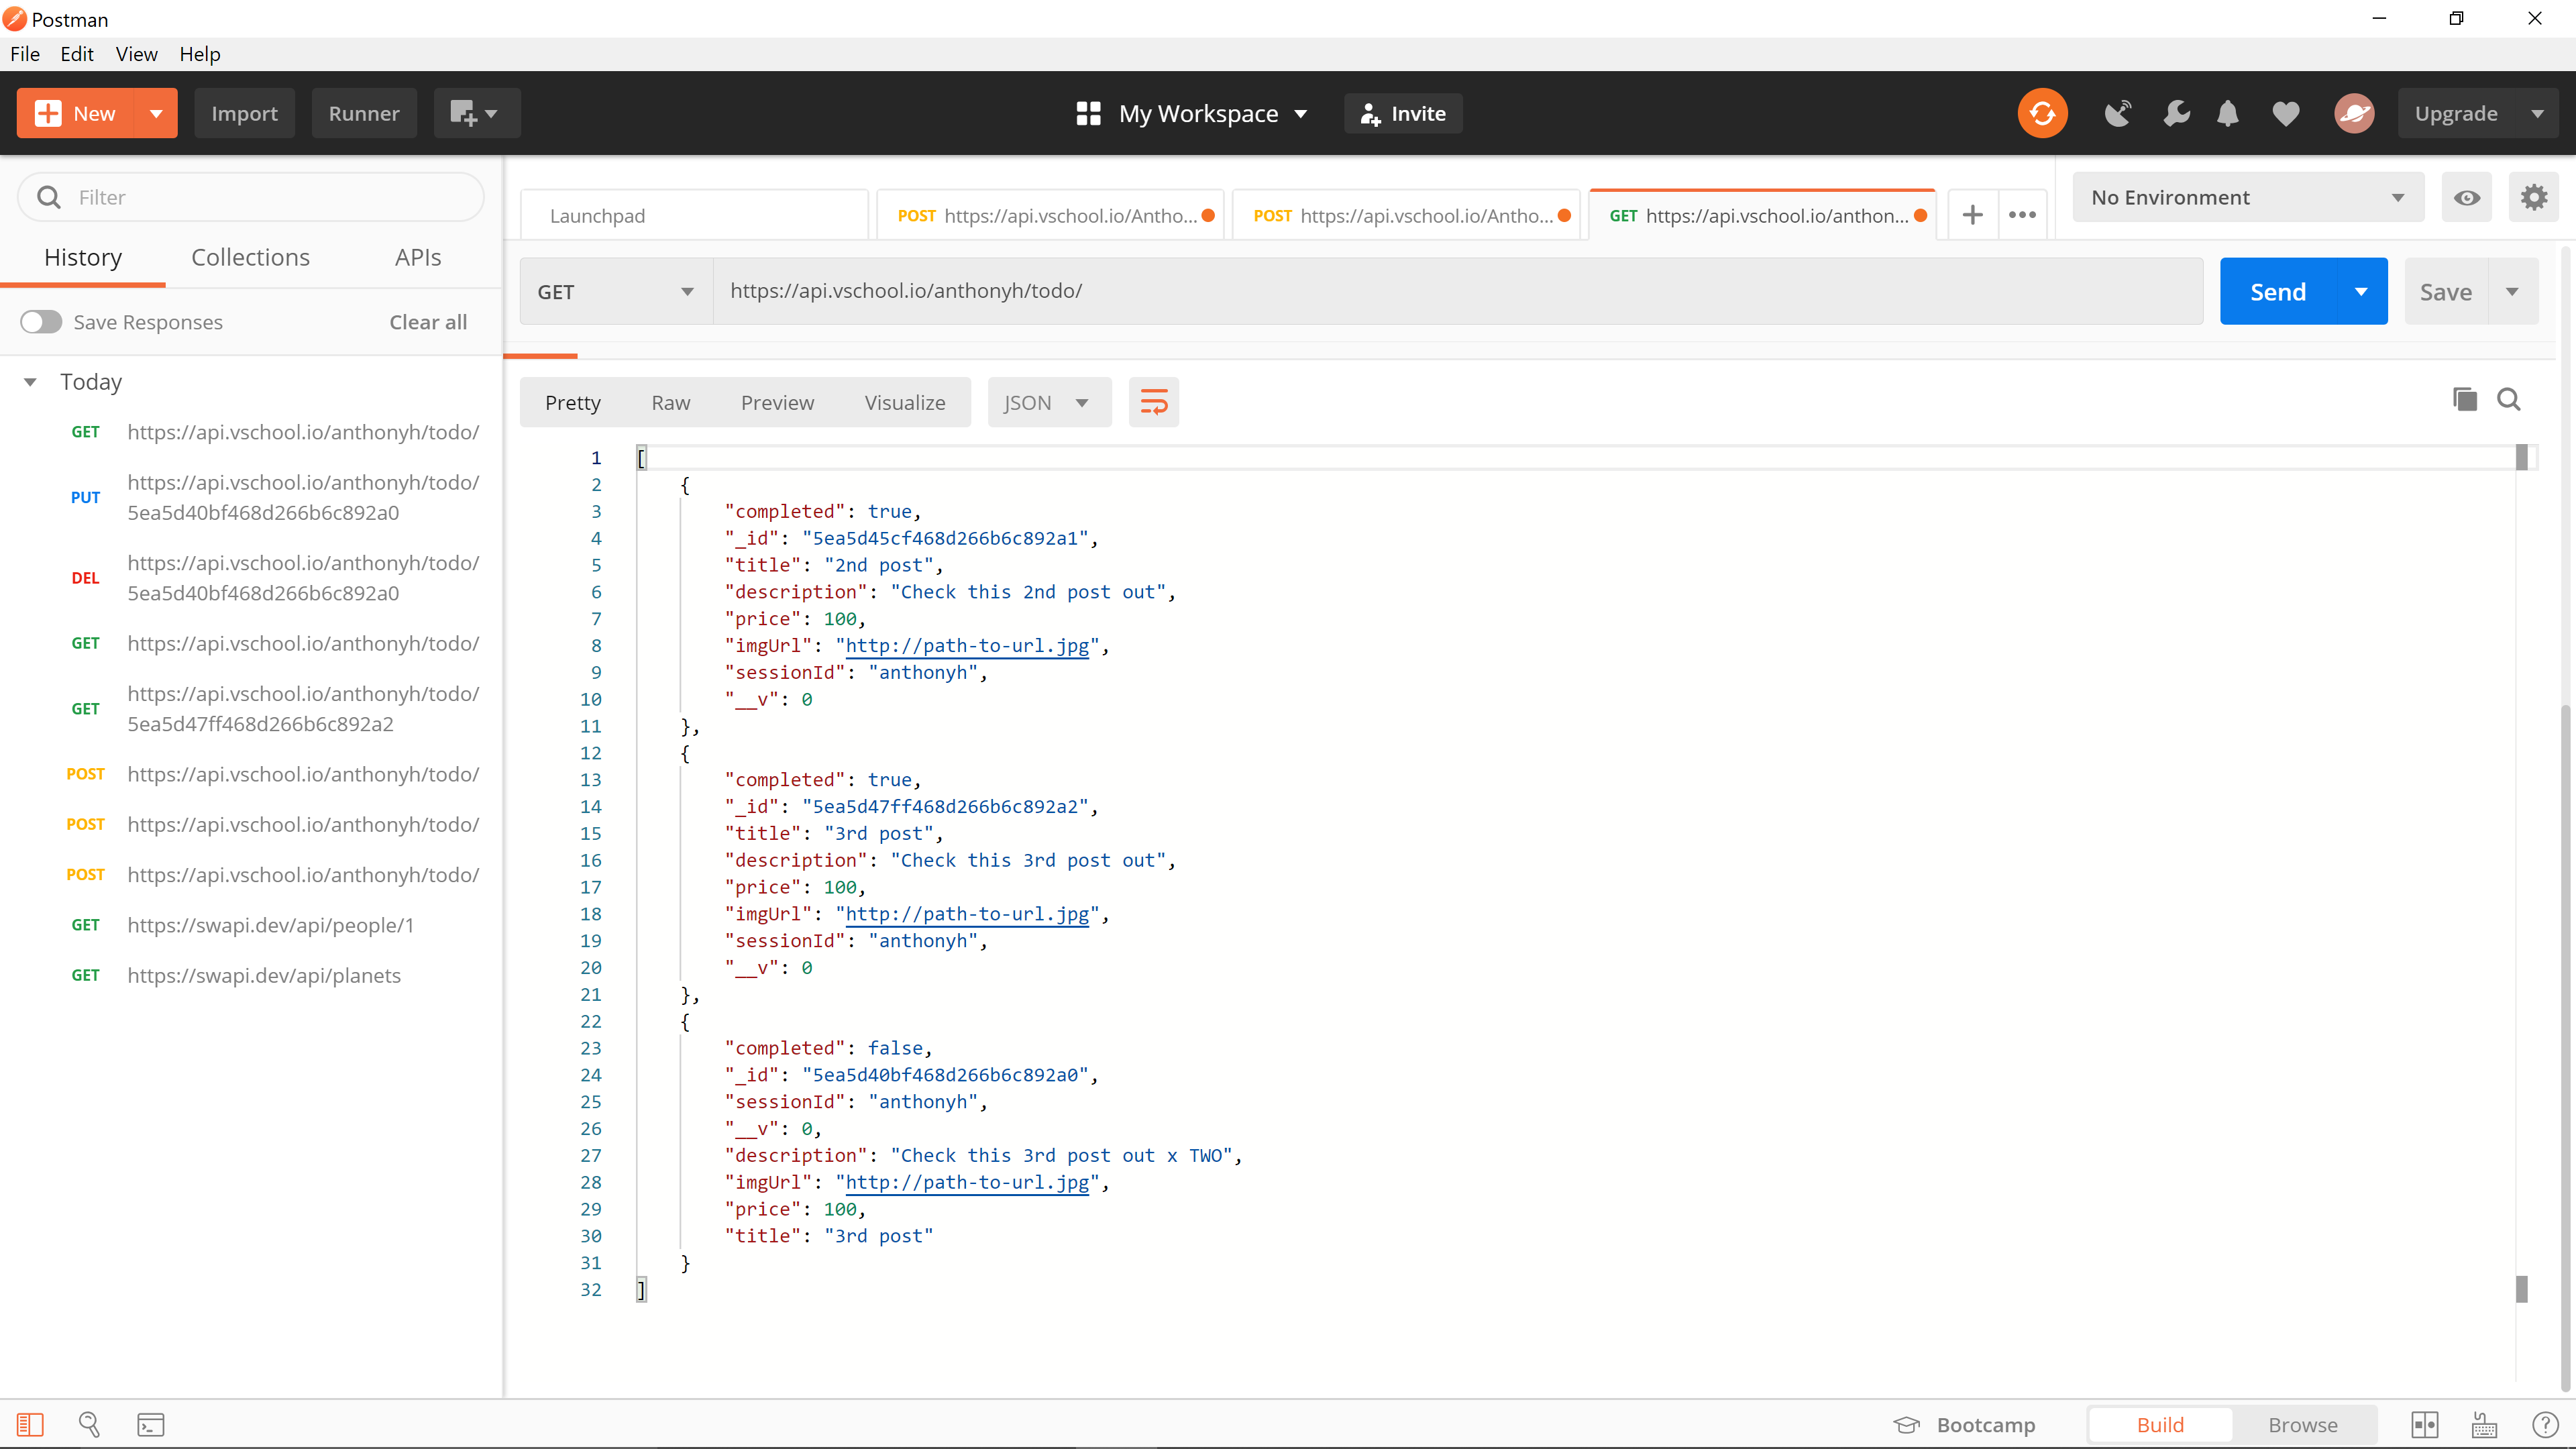 Postman
File Edit View Help
New Import Runner My Workspace Invite Upgrade
Filter
History Collections APIs
Save Responses Clear all
Today
GET https://api.vschool.io/anthonyh/todo/
PUT https://api.vschool.io/anthonyh/todo/
5ea5d40bf468d266b6c892a0
DEL https://api.vschool.io/anthonyh/todo/
5ea5d40bf468d266b6c892a0
GET https://api.vschool.io/anthonyh/todo/
GET https://api.vschool.io/anthonyh/todo/
5ea5d47ff468d266b6c892a2
POST https://api.vschool.io/anthonyh/todo/
POST https://api.vschool.io/anthonyh/todo/
POST https://api.vschool.io/anthonyh/todo/
GET https://swapi.dev/api/people/1
GET https://swapi.dev/api/planets
Launchpad POST https://api.vschool.io/Antho... POST https://api.vschool.io/Antho... GET https://api.vschool.io/anthon... No Environment
GET https://api.vschool.io/anthonyh/todo/ Send Save
Pretty Raw Preview Visualize JSON
1 [
2 {
3 "completed": true,
4 "_id": "5ea5d45cf468d266b6c892a1",
5 "title": "2nd post",
6 "description": "Check this 2nd post out",
7 "price": 100,
8 "imgUrl": "http://path-to-url.jpg",
9 "sessionId": "anthonyh",
10 "__v": 0
11 },
12 {
13 "completed": true,
14 "_id": "5ea5d47ff468d266b6c892a2",
15 "title": "3rd post",
16 "description": "Check this 3rd post out",
17 "price": 100,
18 "imgUrl": "http://path-to-url.jpg",
19 "sessionId": "anthonyh",
20 "__v": 0
21 },
22 {
23 "completed": false,
24 "_id": "5ea5d40bf468d266b6c892a0",
25 "sessionId": "anthonyh",
26 "__v": 0,
27 "description": "Check this 3rd post out x TWO",
28 "imgUrl": "http://path-to-url.jpg",
29 "price": 100,
30 "title": "3rd post"
31 }
32 ]
Bootcamp Build Browse